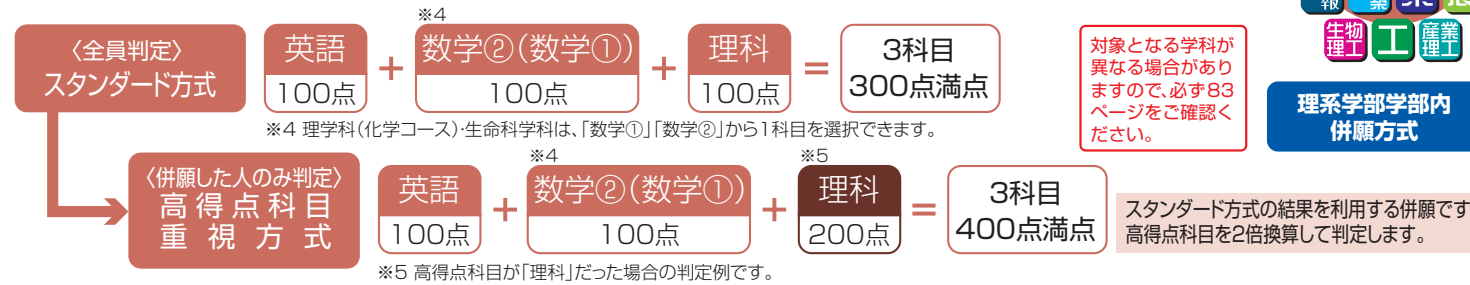 ※4
〈全員判定〉
スタンダード方式
英語
100点
+
数学②(数学①)
100点
+
理科
100点
=
3科目
300点満点
※4 理学科(化学コース)・生命科学科は、「数学①」「数学②」から1科目を選択できます。
対象となる学科が
異なる場合があり
ますので、必ず83
ページをご確認く
ださい。
生物
理工
工
産業
理工
理系学部学部内
併願方式
〈併願した人のみ判定〉
高得点科目
重視方式
英語
100点
+
※4
数学②(数学①)
100点
+
※5
理科
200点
=
3科目
400点満点
※5 高得点科目が「理科」だった場合の判定例です。
スタンダード方式の結果を利用する併願です
高得点科目を2倍換算して判定します。